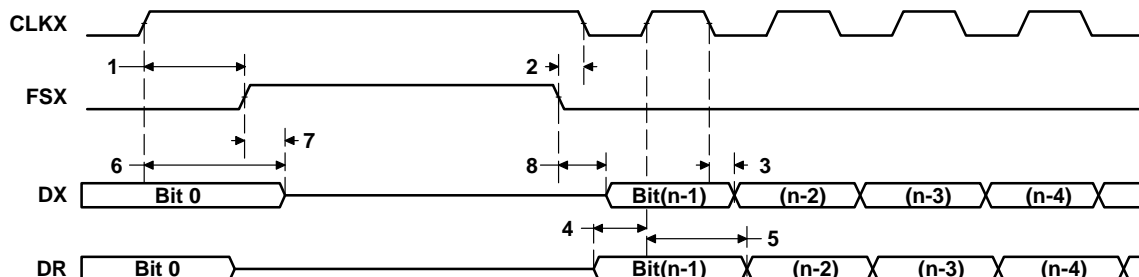 CLKX
1
2
FSX
7
6
8
3
DX
Bit 0
Bit(n-1)
(n-2)
(n-3)
(n-4)
4
5
DR
Bit 0
Bit(n-1)
(n-2)
(n-3)
(n-4)